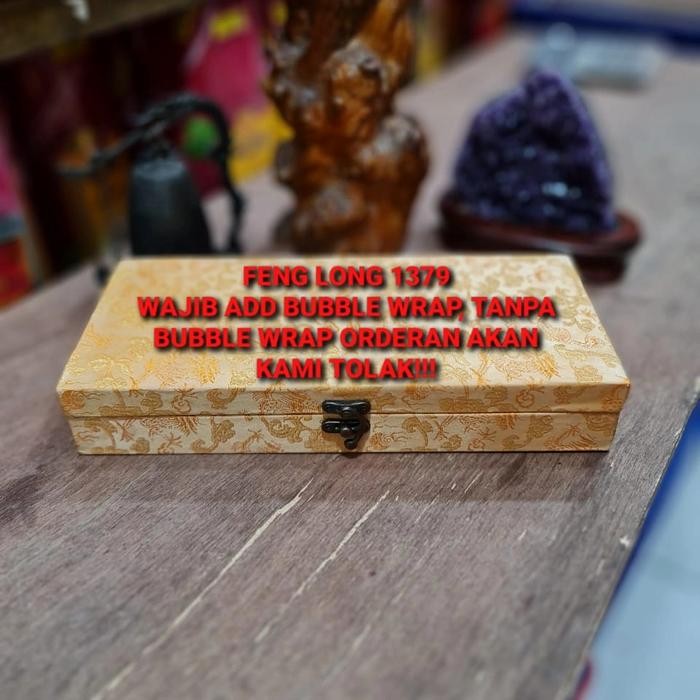 FENG LONG 1379
WAJIB ADD BUBBLE WRAP, TANPA
BUBBLE WRAP ORDERAN AKAN
KAMI TOLAK!!!